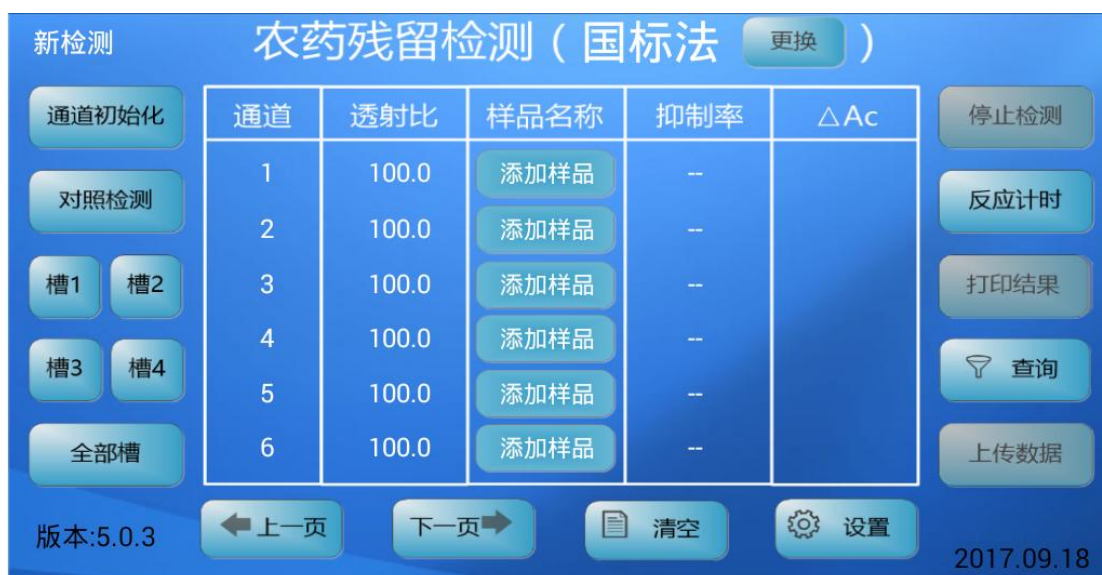 新检测
农药残留检测（国标法 更换 ）
通道初始化
对照检测
槽1 槽2
槽3 槽4
全部槽
版本:5.0.3
通道 透射比 样品名称 抑制率 △Ac
1 100.0 添加样品 --
2 100.0 添加样品 --
3 100.0 添加样品 --
4 100.0 添加样品 --
5 100.0 添加样品 --
6 100.0 添加样品 --
上一页 下一页 清空 设置
停止检测
反应计时
打印结果
查询
上传数据
2017.09.18